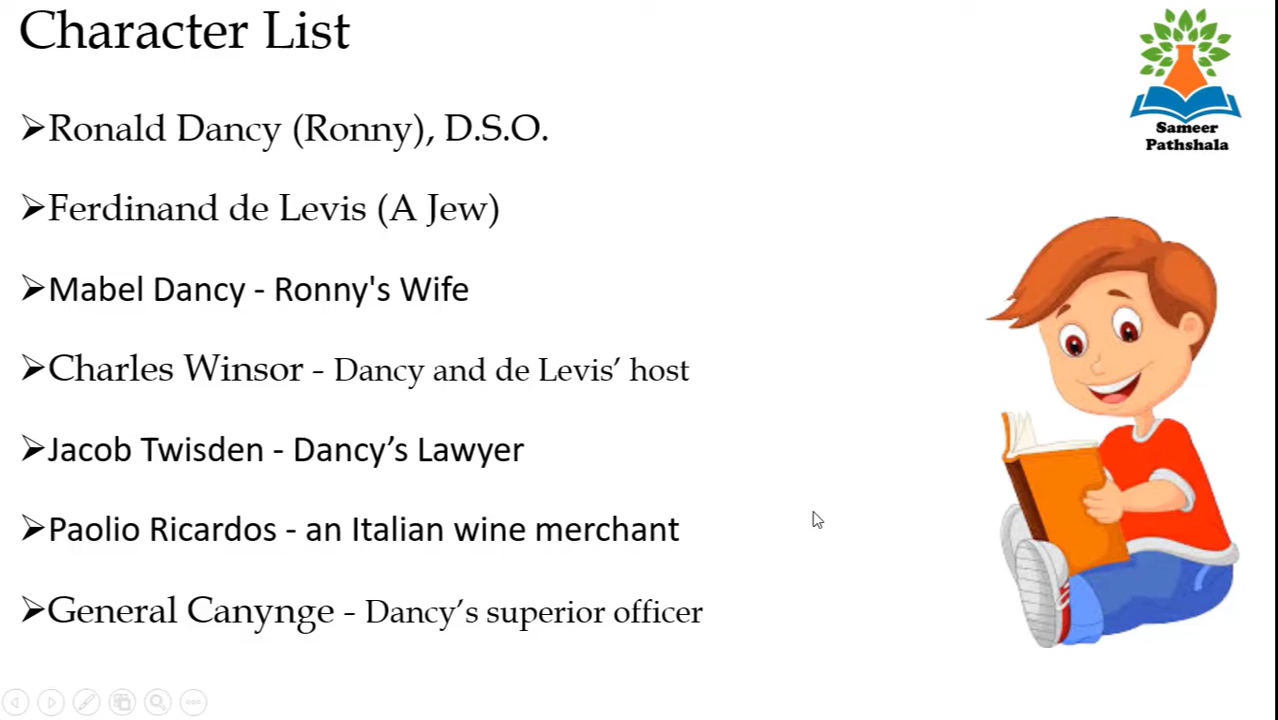 Character List
Sameer
Pathshala
➢Ronald Dancy (Ronny), D.S.O.
➢Ferdinand de Levis (A Jew)
➢Mabel Dancy - Ronny's Wife
➢Charles Winsor - Dancy and de Levis’ host
➢Jacob Twisden - Dancy’s Lawyer
➢Paolio Ricardos - an Italian wine merchant
➢General Canynge - Dancy’s superior officer